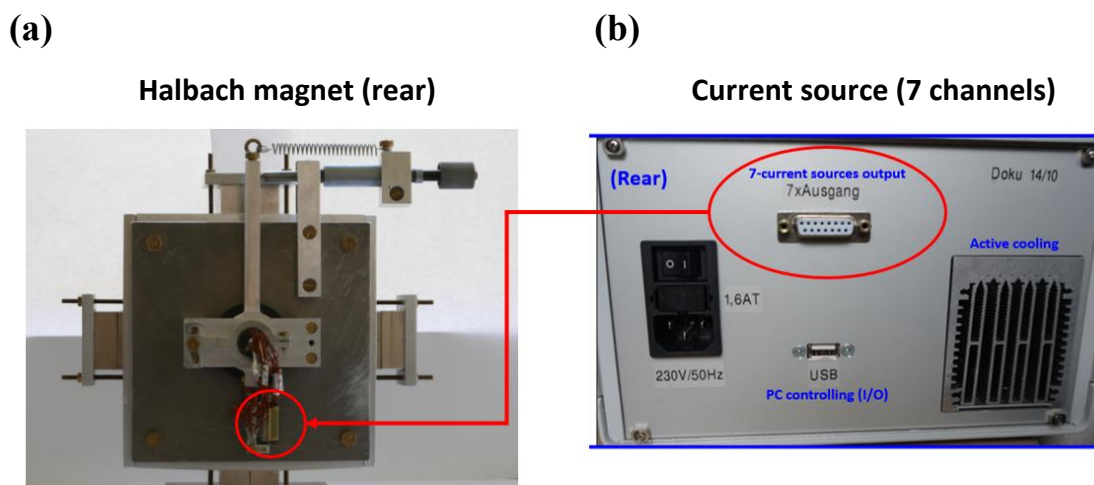 (a)
(b)
Halbach magnet (rear)
Current source (7 channels)
(Rear)
7-current sources output
7xAusgang
Doku 14/10
Active cooling
O I
1,6AT
230V/50Hz
USB
PC controlling (I/O)